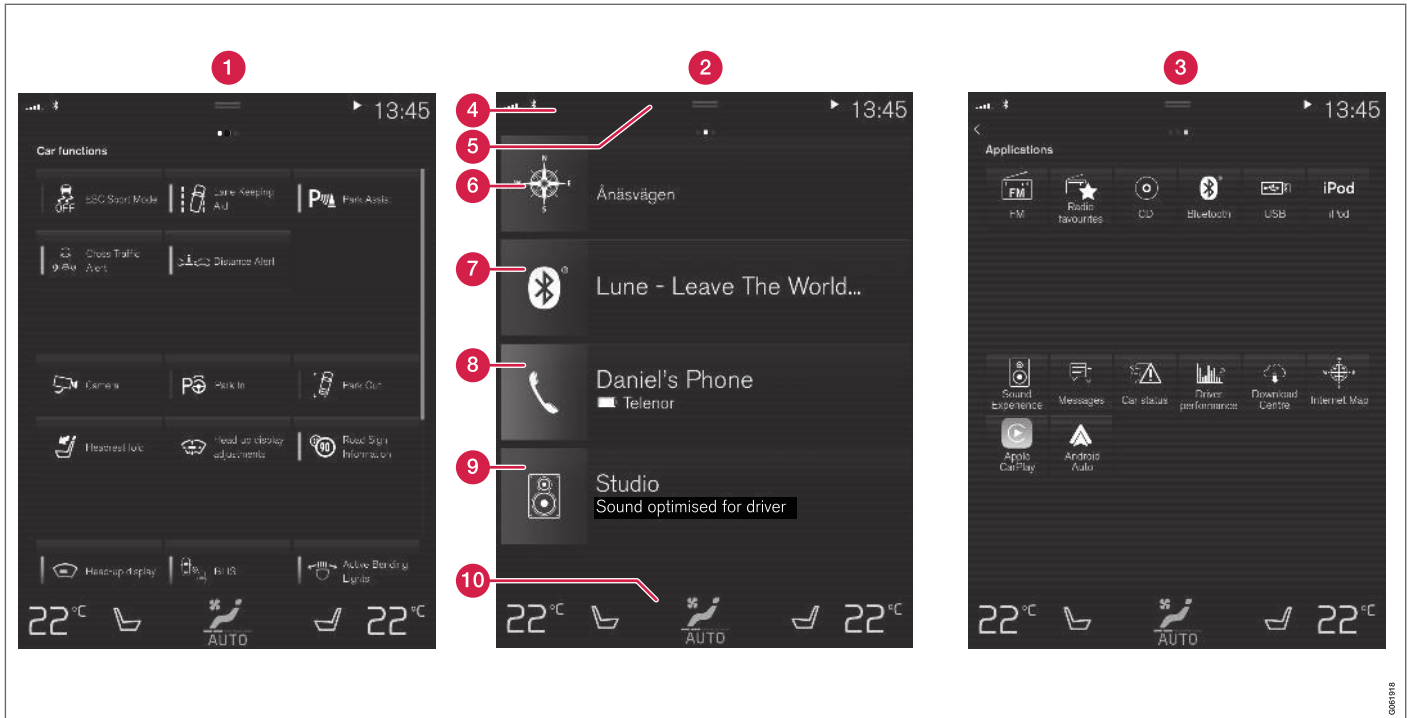 1
2
3
13:45
Car functions
ESC Sport Mode
OFF
Lane Keeping
Aid
Park Assis
Cross Traffic
Alert
Distance Alert
Camera
Park In
Park Out
Headrest fold
Head-up display
adjustments
90
Road Sign
Information
Head-up display
BLIS
Active Bending
Lights
22°C
AUTO
22°C
4
13:45
5
6
N
E
S
Ånäsvägen
7
Lune - Leave The World...
8
Daniel's Phone
Telenor
9
Studio
Sound optimised for driver
10
22°C
AUTO
22°C
13:45
Applications
FM
iPod
FM
Radio
favourites
CD
Bluetooth
USB
iPod
Sound
Experience
Messages
Car status
Driver
performance
Download
Centre
Internet Map
Apple
CarPlay
Android
Auto
22°C
AUTO
22°C
G061918